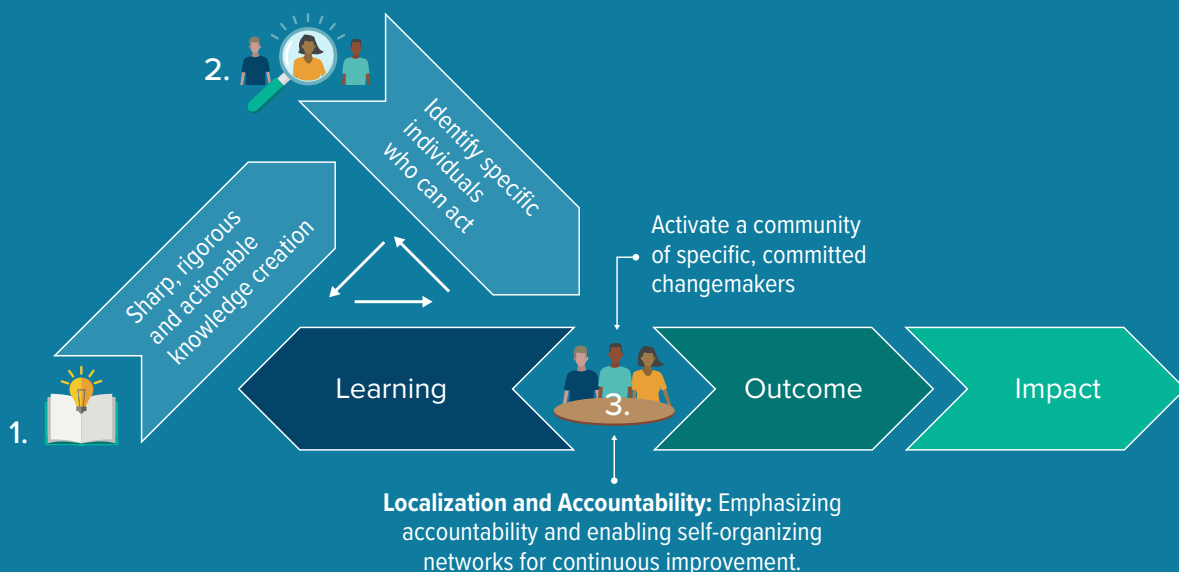 1.
Sharp, rigorous
and actionable
knowledge creation
2.
Identify specific
individuals
who can act
Activate a community
of specific, committed
changemakers
Learning
3.
Outcome
Impact
Localization and Accountability: Emphasizing
accountability and enabling self-organizing
networks for continuous improvement.